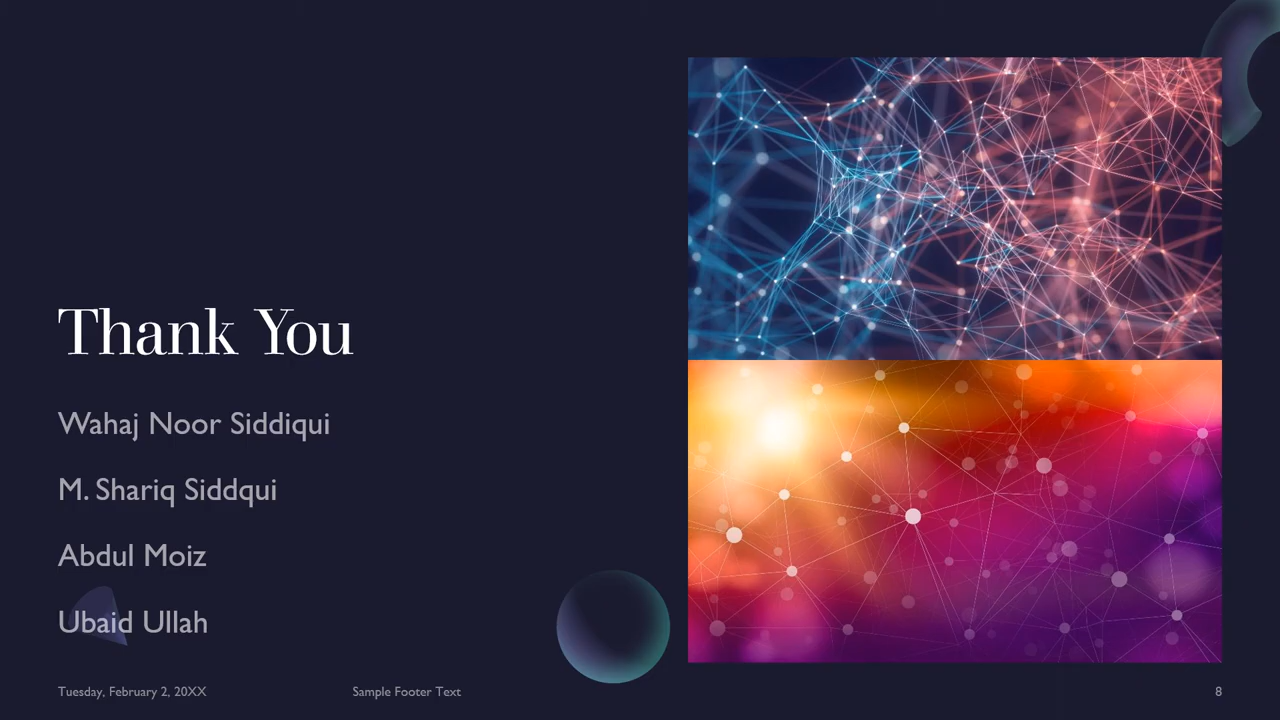 Thank You
Wahaj Noor Siddiqui
M. Shariq Siddqui
Abdul Moiz
Ubaid Ullah
Tuesday, February 2, 20XX
Sample Footer Text
8